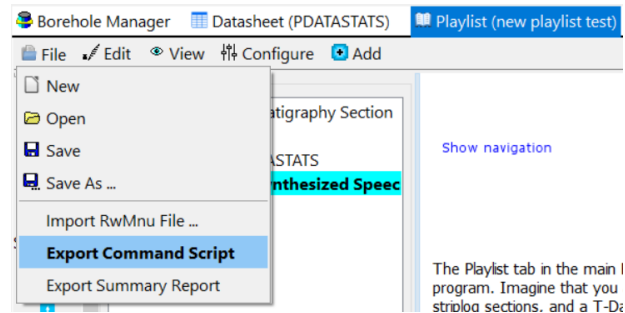 Borehole Manager Datasheet (PDATASTATS) Playlist (new playlist test)
File Edit View Configure Add
New
Open
Save
Save As ...
Import RwMnu File ...
Export Command Script
Export Summary Report
atigraphy Section
ASTATS
nthesized Speec
Show navigation
The Playlist tab in the main
program. Imagine that you
striplog sections, and a T-Da